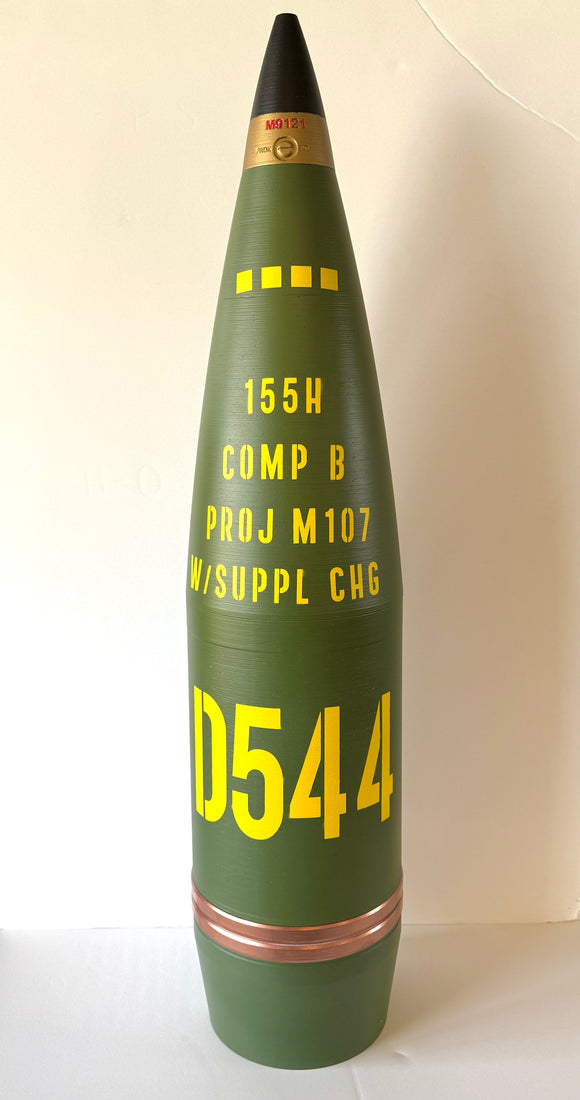 M9121
155H
COMP B
PROJ M107
W/SUPPL CHG
D544